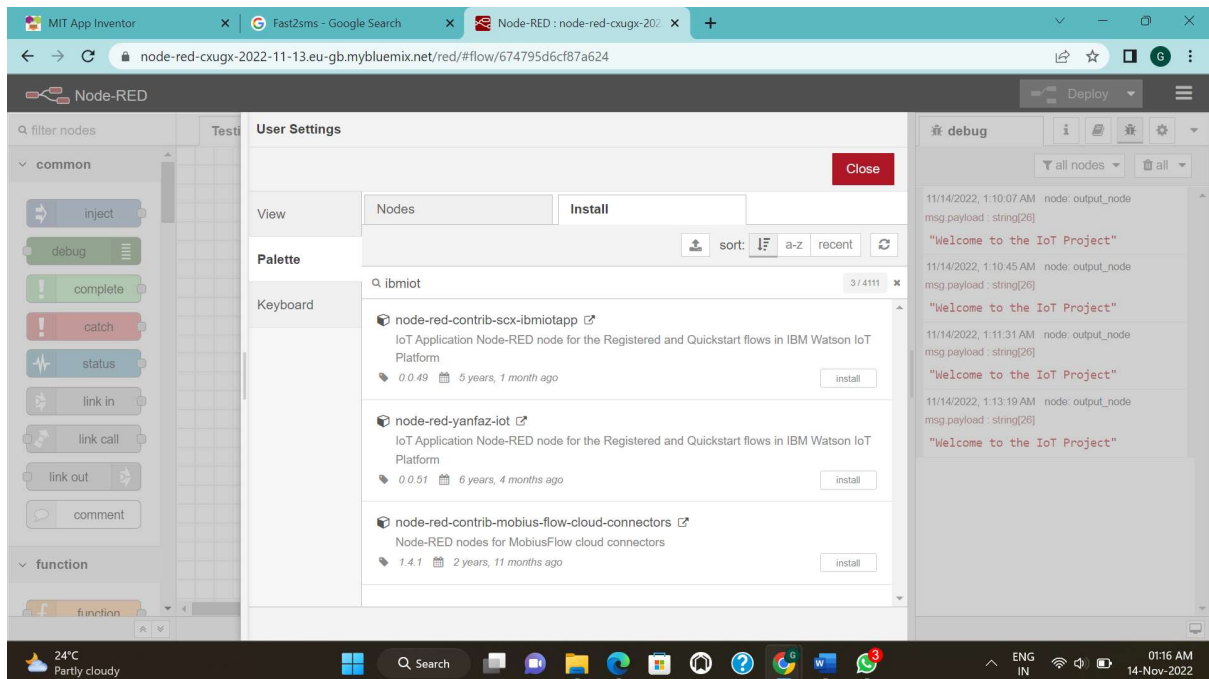 MIT App Inventor
Fast2sms - Google Search
Node-RED : node-red-cxugx-202
node-red-cxugx-2022-11-13.eu-gb.mybluemix.net/red/#flow/674795d6cf87a624
G
Node-RED
Deploy
filter nodes
Testi
User Settings
debug
i
common
Close
all nodes
all
inject
debug
complete
catch
status
link in
link call
link out
comment
function
function
View
Palette
Keyboard
Nodes
Install
sort:
a-z
recent
ibmiot
3 / 4111
node-red-contrib-scx-ibmiotapp
IoT Application Node-RED node for the Registered and Quickstart flows in IBM Watson IoT
Platform
0.0.49 5 years, 1 month ago
install
node-red-yanfaz-iot
IoT Application Node-RED node for the Registered and Quickstart flows in IBM Watson IoT
Platform
0.0.51 6 years, 4 months ago
install
node-red-contrib-mobius-flow-cloud-connectors
Node-RED nodes for MobiusFlow cloud connectors
1.4.1 2 years, 11 months ago
install
11/14/2022, 1:10:07 AM node: output_node
msg.payload : string[26]
"Welcome to the IoT Project"
11/14/2022, 1:10:45 AM node: output_node
msg.payload : string[26]
"Welcome to the IoT Project"
11/14/2022, 1:11:31 AM node: output_node
msg.payload : string[26]
"Welcome to the IoT Project"
11/14/2022, 1:13:19 AM node: output_node
msg.payload : string[26]
"Welcome to the IoT Project"
24°C
Partly cloudy
Search
G
W
3
ENG
IN
01:16 AM
14-Nov-2022